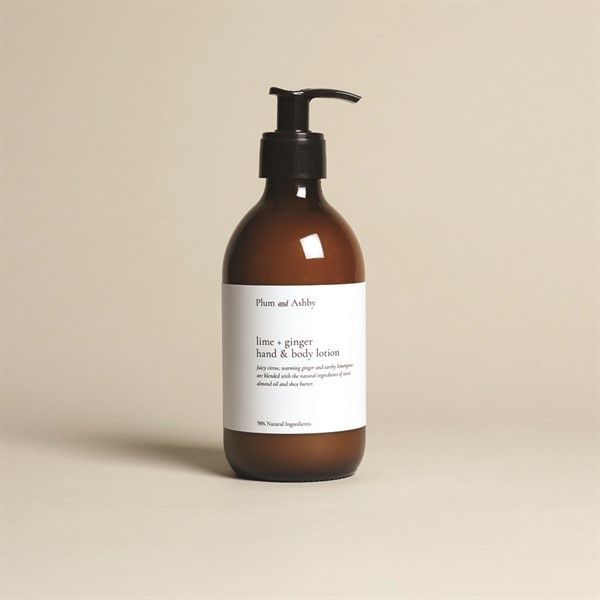 Plum and Ashby
lime + ginger
hand & body lotion
Juicy citrus, warming ginger and earthy lemongrass
are blended with the natural ingredients of sweet
almond oil and shea butter.
98% Natural Ingredients